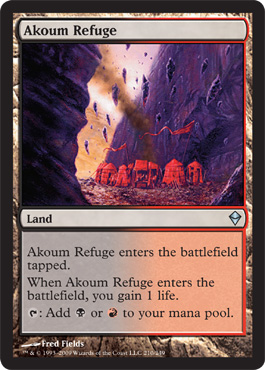 Akoum Refuge
Land
Akoum Refuge enters the battlefield
tapped.
When Akoum Refuge enters the
battlefield, you gain 1 life.
: Add or to your mana pool.
Fred Fields
™ & © 1993-2009 Wizards of the Coast LLC 210/249